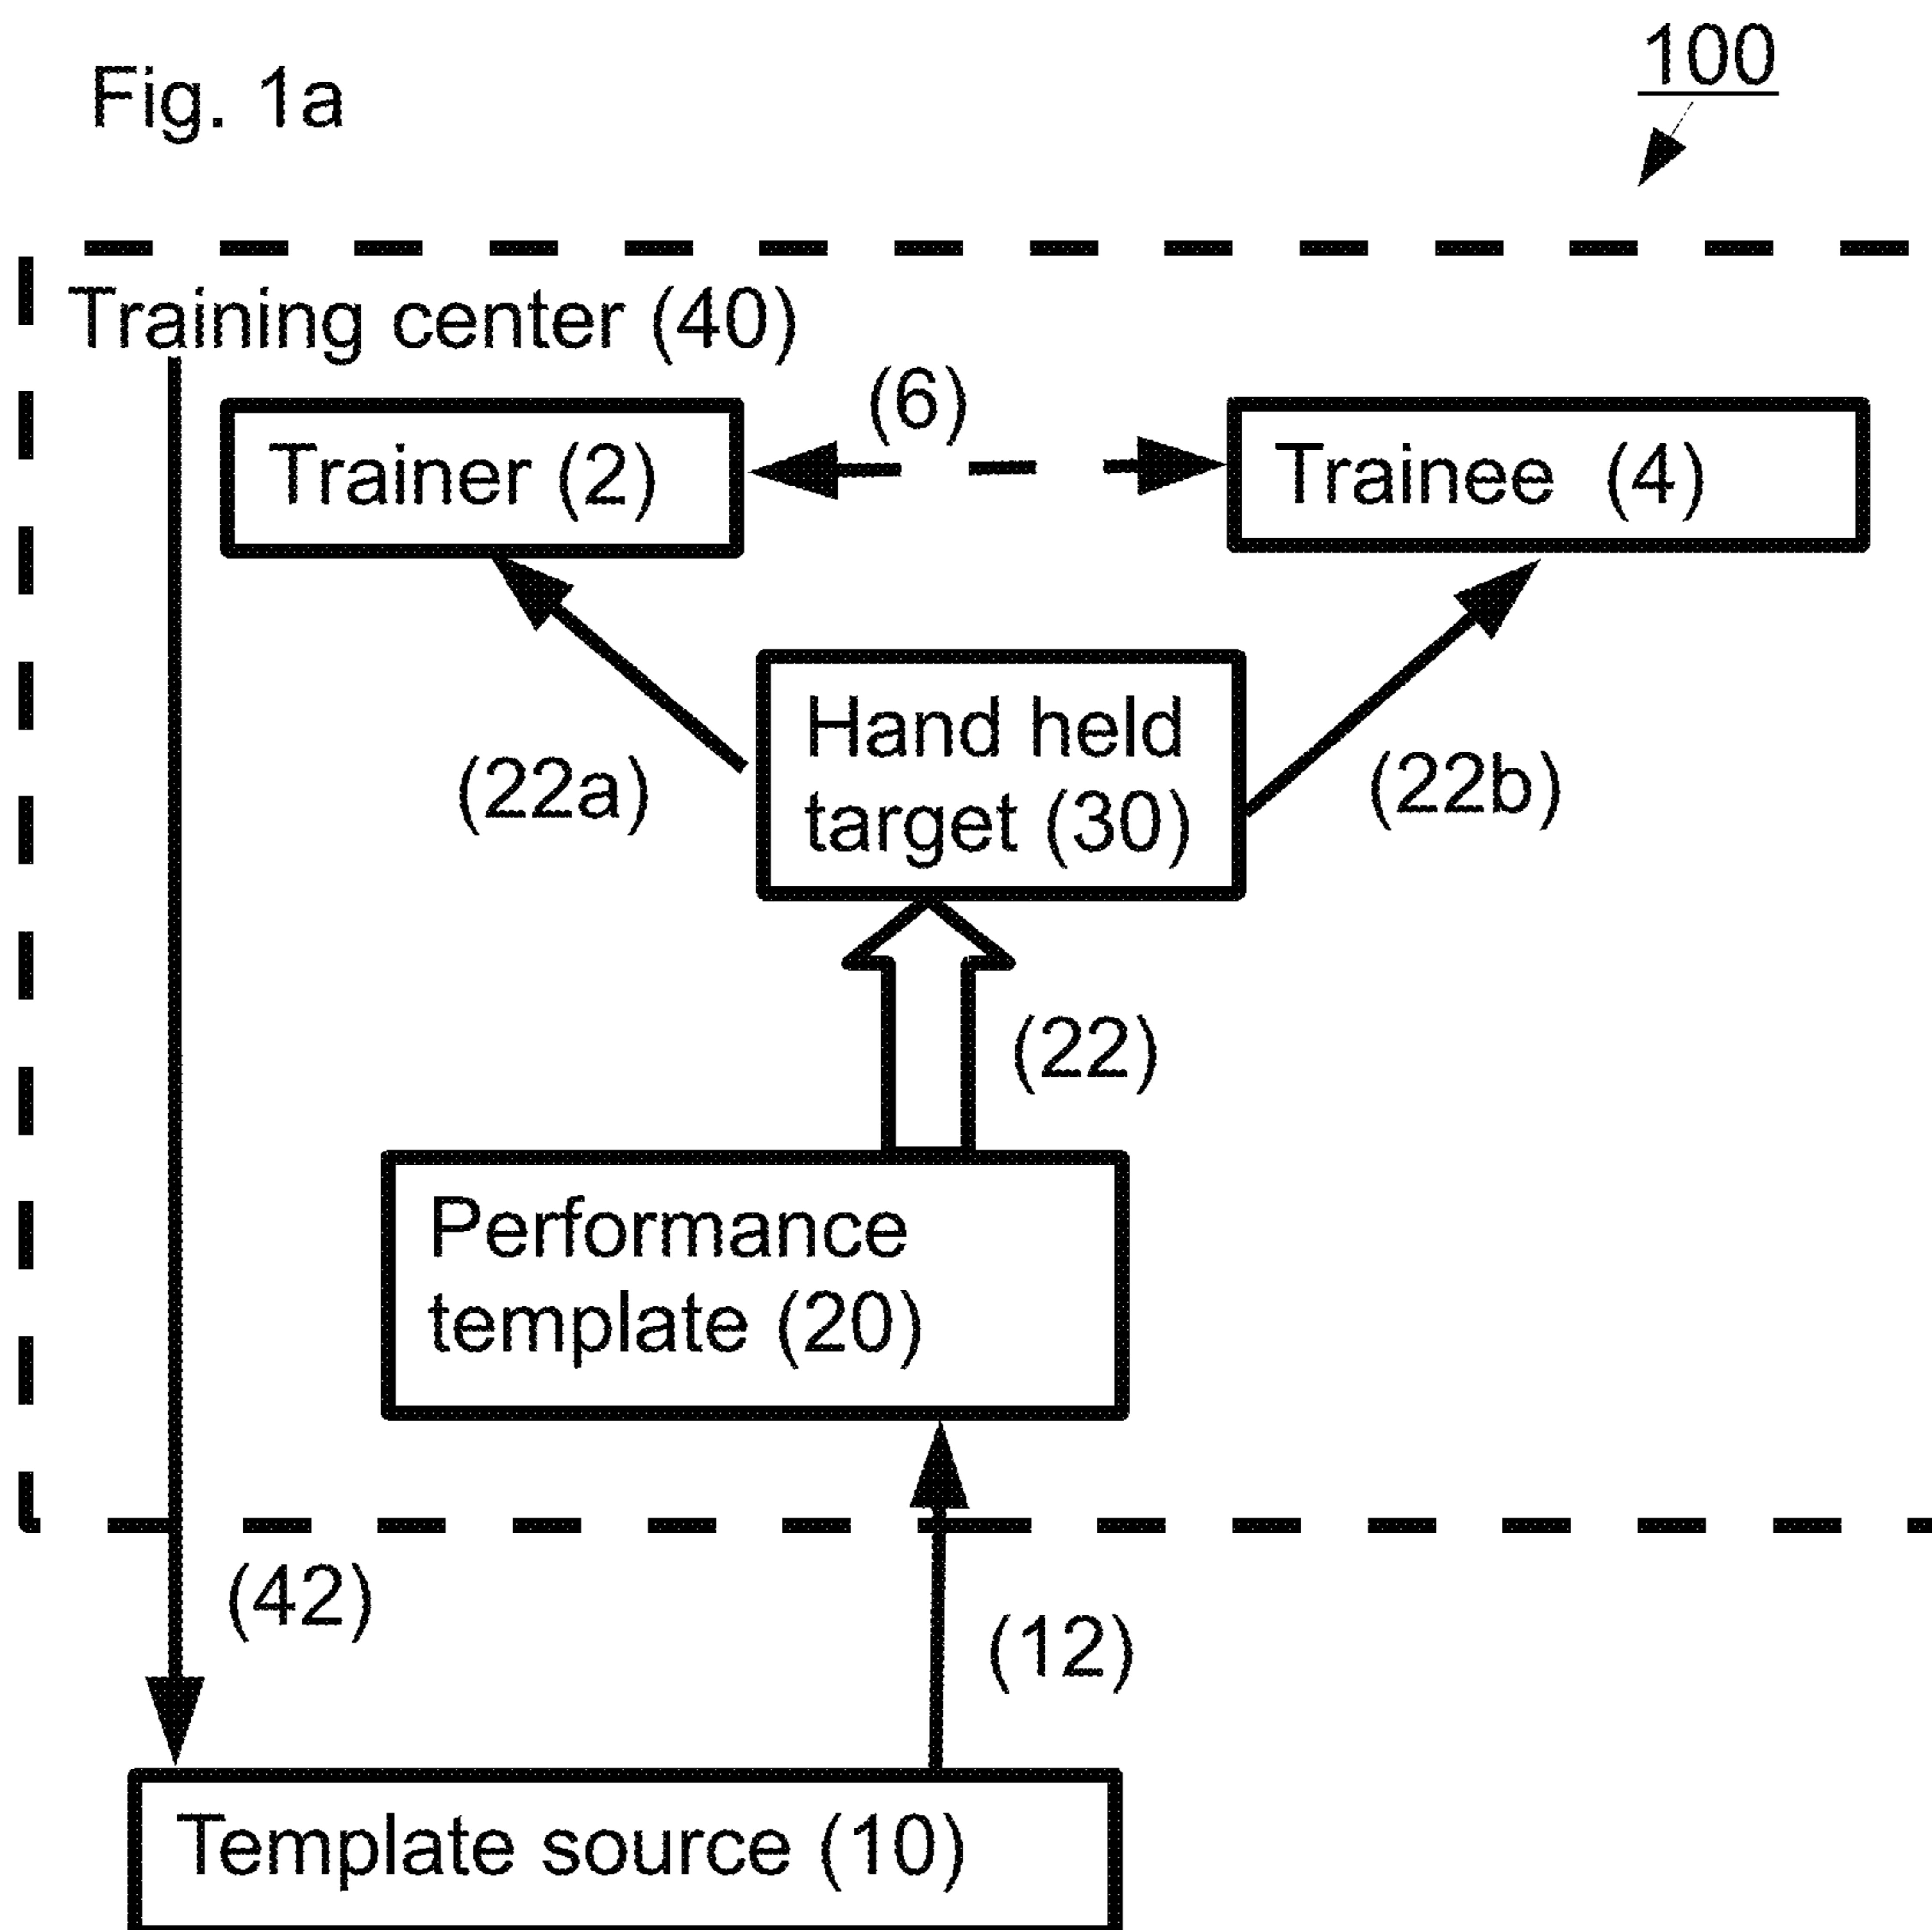 Fig. 1a
100
Training center (40)
(6)
Trainer (2)
Trainee (4)
Hand held
target (30)
(22a)
(22b)
(22)
Performance
template (20)
(42)
(12)
Template source (10)